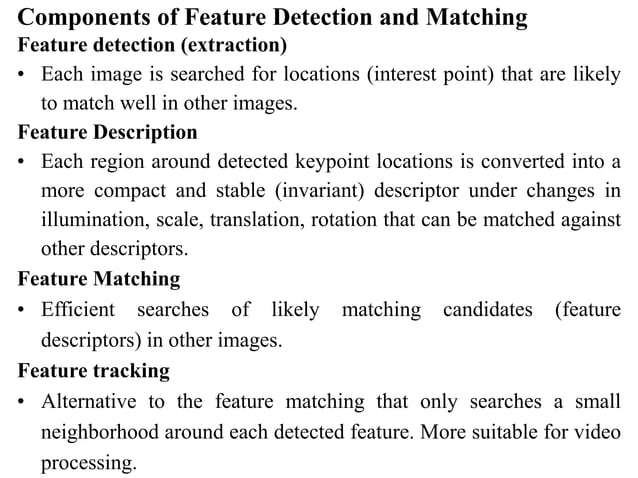 Components of Feature Detection and Matching
Feature detection (extraction)
• Each image is searched for locations (interest point) that are likely
to match well in other images.
Feature Description
• Each region around detected keypoint locations is converted into a
more compact and stable (invariant) descriptor under changes in
illumination, scale, translation, rotation that can be matched against
other descriptors.
Feature Matching
• Efficient searches of likely matching candidates (feature
descriptors) in other images.
Feature tracking
• Alternative to the feature matching that only searches a small
neighborhood around each detected feature. More suitable for video
processing.